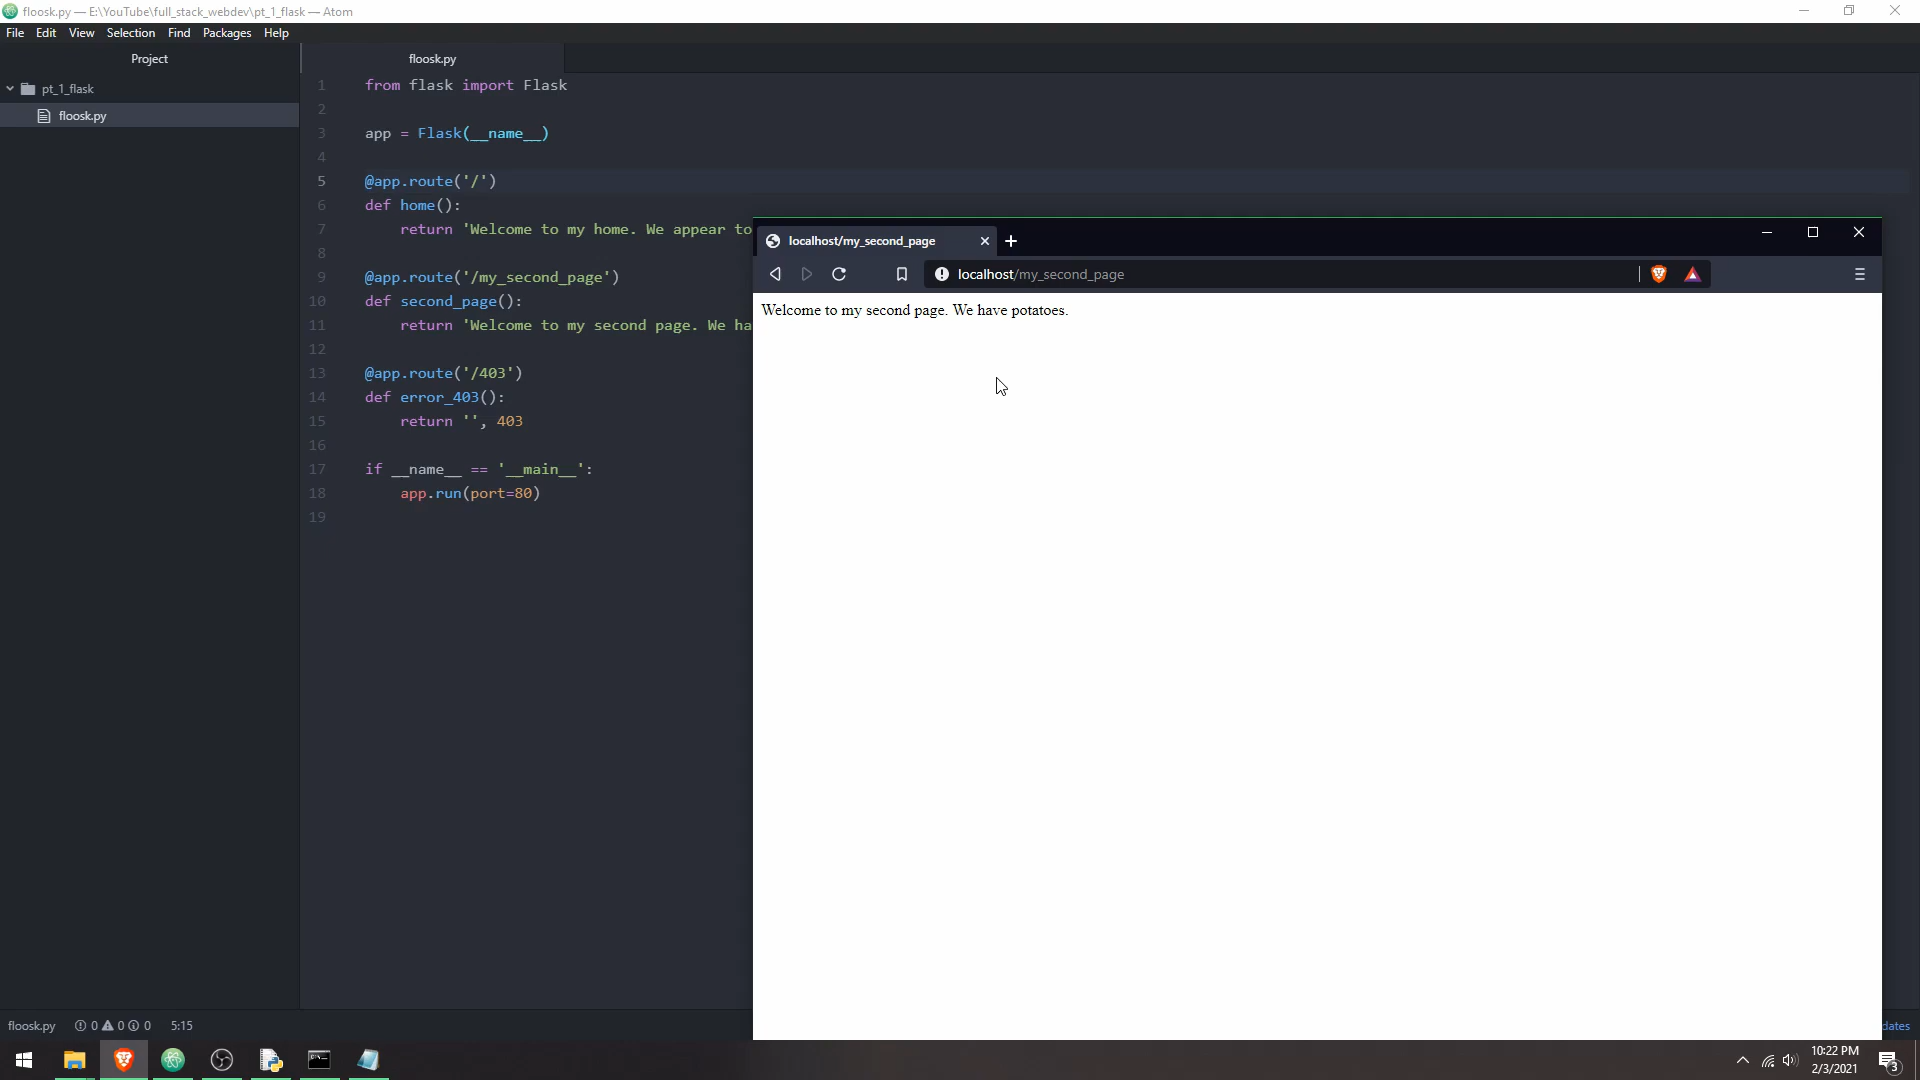 floosk.py — E:\YouTube\full_stack_webdev\pt_1_flask — Atom
File Edit View Selection Find Packages Help
Project
floosk.py
pt_1_flask
floosk.py
1 from flask import Flask
2
3 app = Flask(__name__)
4
5 @app.route('/')
6 def home():
7 return 'Welcome to my home. We appear to
8
9 @app.route('/my_second_page')
10 def second_page():
11 return 'Welcome to my second page. We ha
12
13 @app.route('/403')
14 def error_403():
15 return '', 403
16
17 if __name__ == '__main__':
18 app.run(port=80)
19
localhost/my_second_page
localhost/my_second_page
Welcome to my second page. We have potatoes.
floosk.py 0 0 0 5:15
dates
10:22 PM
2/3/2021
3